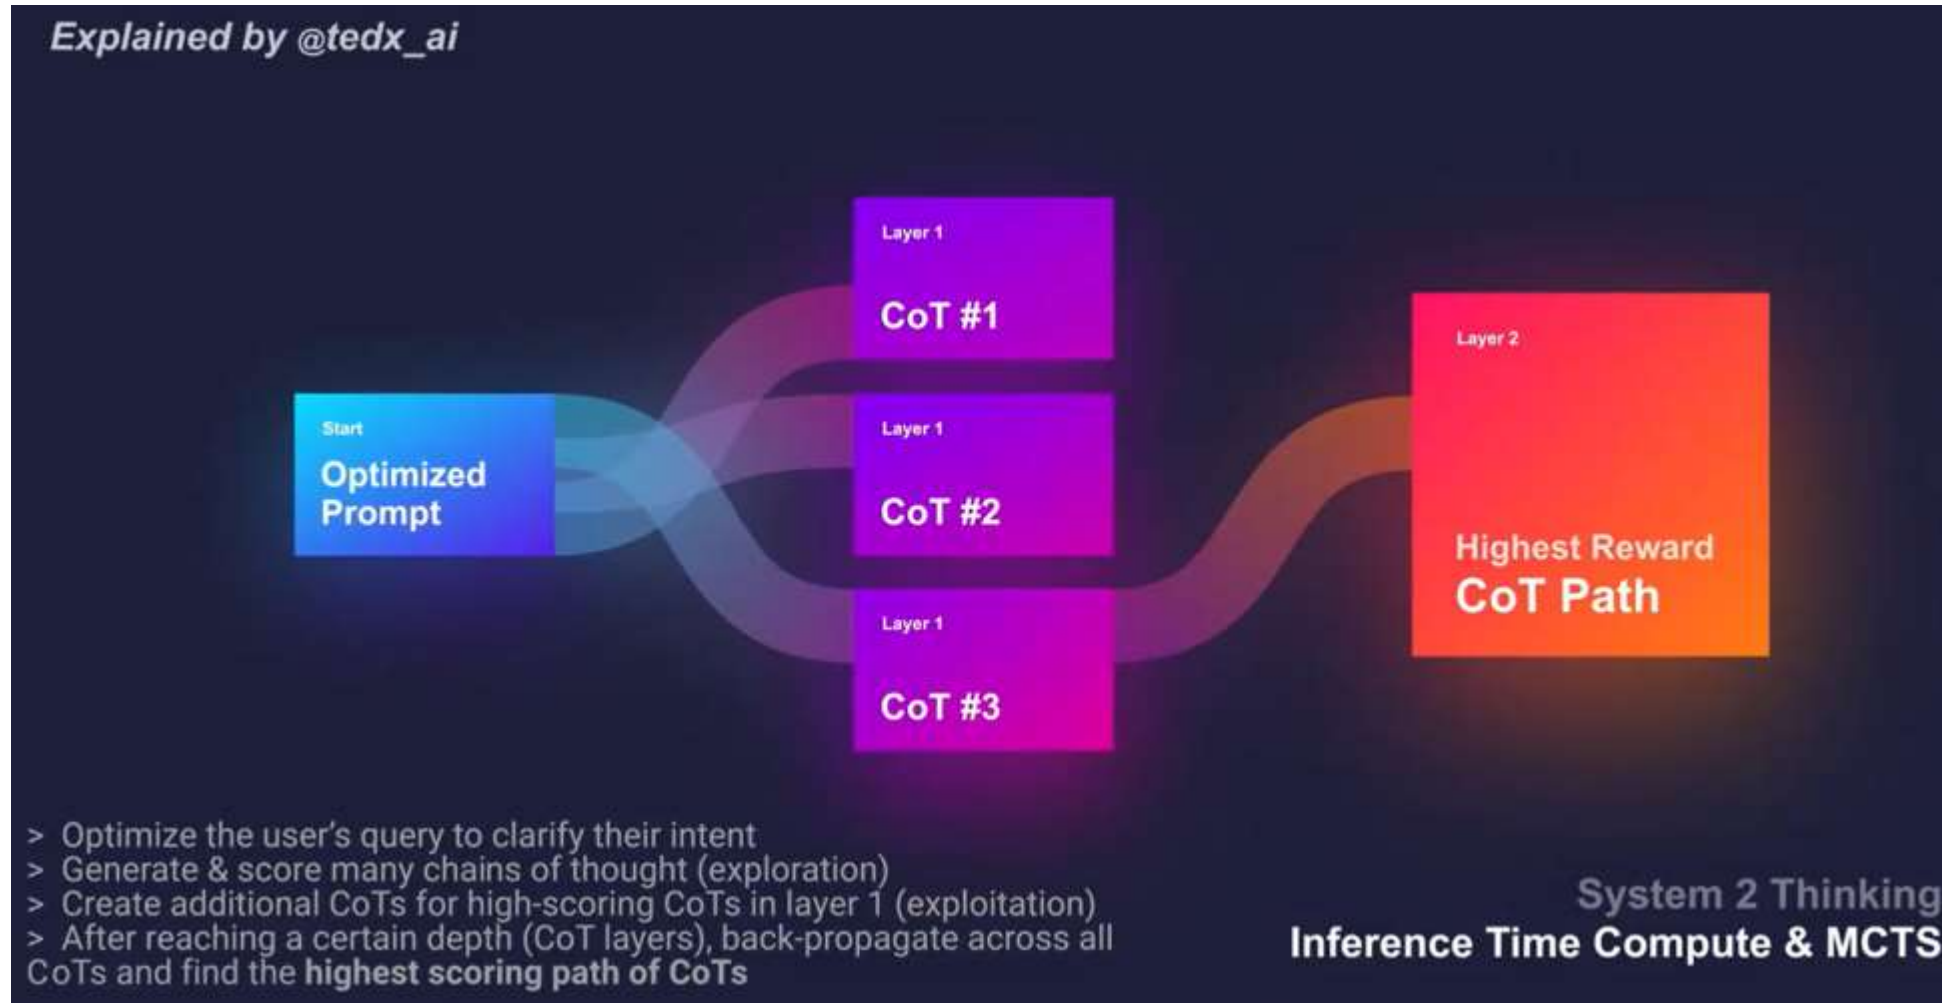 Explained by @tedx_ai
Layer 1
CoT #1
Start
Optimized
Prompt
Layer 1
CoT #2
Layer 1
CoT #3
Layer 2
Highest Reward
CoT Path
> Optimize the user's query to clarify their intent
> Generate & score many chains of thought (exploration)
> Create additional CoTs for high-scoring CoTs in layer 1 (exploitation)
> After reaching a certain depth (CoT layers), back-propagate across all
CoTs and find the highest scoring path of CoTs
System 2 Thinking
Inference Time Compute & MCTS